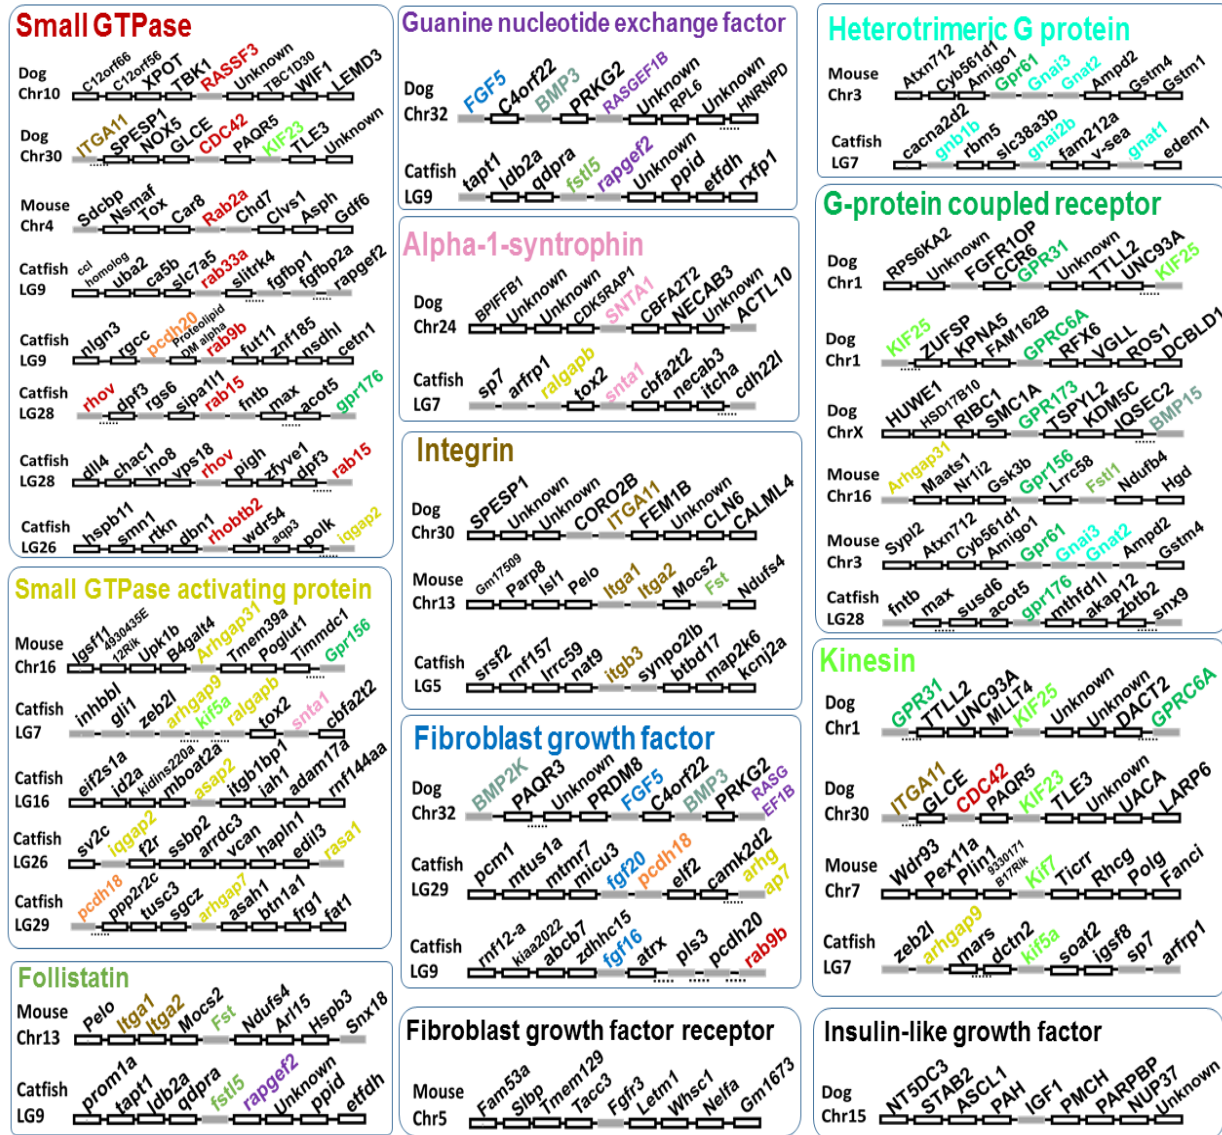 Small GTPase
Dog
Chr10
C12orf66 C12orf56 XPOT TBK1 RASSF3 Unknown TBC1D30 WIF1 LEMD3
Dog
Chr30
ITGA11 SPESP1 NOX5 GLCE CDC42 PAQR5 KIF23 TLE3 Unknown
Mouse
Chr4
Sdcbp Nsmaf Tox Car8 Rab2a Chd7 Clvs1 Asph Gdf6
Catfish
LG9
ccl homolog uba2 ca5b slc7a5 rab33a slitrk4 fgfbp1 fgfbp2a rapgef2
Catfish
LG9
nlgn3 rgcc pcdh20 Proteolipid DM alpha rab9b fut11 znf185 nsdhl cetn1
Catfish
LG28
rhov dpf3 rgs6 sipa1l1 rab15 fntb max acot5 gpr176
Catfish
LG28
dll4 chac1 ino8 vps18 rhov pigh zfyve1 dpf3 rab15
Catfish
LG26
hspb11 smn1 rtkn dbn1 rhobtb2 wdr54 aqp3 polk iqgap2
Small GTPase activating protein
Mouse
Chr16
Igsf11 4930435E 12Rik Upk1b B4galt4 Arhgap31 Tmem39a Poglut1 Timmdc1 Gpr156
Catfish
LG7
inhbbl gli1 zeb2l arhgap9 kif5a ralgapb tox2 snta1 cbfa2t2
Catfish
LG16
eif2s1a id2a kidins220a mboat2a asap2 itgb1bp1 iah1 adam17a rnf144aa
Catfish
LG26
sv2c iqgap2 f2r ssbp2 arrdc3 vcan hapln1 edil3 rasa1
Catfish
LG29
pcdh18 ppp2r2c tusc3 sgcz arhgap7 asah1 btn1a1 frg1 fat1
Follistatin
Mouse
Chr13
Pelo Itga1 Itga2 Mocs2 Fst Ndufs4 Arl15 Hspb3 Snx18
Catfish
LG9
prom1a tapt1 ldb2a qdpra fstl5 rapgef2 Unknown ppid etfdh
Guanine nucleotide exchange factor
Dog
Chr32
FGF5 C4orf22 BMP3 PRKG2 RASGEF1B Unknown RPL6 Unknown HNRNPD
Catfish
LG9
tapt1 ldb2a qdpra fstl5 rapgef2 Unknown ppid etfdh rxfp1
Alpha-1-syntrophin
Dog
Chr24
BPIFFB1 Unknown Unknown CDK5RAP1 SNTA1 CBFA2T2 NECAB3 Unknown ACTL10
Catfish
LG7
sp7 arfrp1 ralgapb tox2 snta1 cbfa2t2 necab3 itcha cdh22l
Integrin
Dog
Chr30
SPESP1 Unknown Unknown CORO2B ITGA11 FEM1B Unknown CLN6 CALML4
Mouse
Chr13
Gm17509 Parp8 Isl1 Pelo Itga1 Itga2 Mocs2 Fst Ndufs4
Catfish
LG5
srsf2 rnf157 lrrc59 nat9 itgb3 synpo2lb btbd17 map2k6 kcnj2a
Fibroblast growth factor
Dog
Chr32
BMP2K PAQR3 Unknown PRDM8 FGF5 C4orf22 BMP3 PRKG2 RASG EF1B
Catfish
LG29
pcm1 mtus1a mtmr7 micu3 fgf20 pcdh18 elf2 camk2d2 arhg ap7
Catfish
LG9
rnf12-a kiaa2022 abcb7 zdhhc15 fgf16 atrx pls3 pcdh20 rab9b
Fibroblast growth factor receptor
Mouse
Chr5
Fam53a Slbp Tmem129 Tacc3 Fgfr3 Letm1 Whsc1 Nelfa Gm1673
Heterotrimeric G protein
Mouse
Chr3
Atxn712 Cyb561d1 Amigo1 Gpr61 Gnai3 Gnat2 Ampd2 Gstm4 Gstm1
Catfish
LG7
cacna2d2 gnb1b rbm5 slc38a3b gnai2b fam212a v-sea gnat1 edem1
G-protein coupled receptor
Dog
Chr1
RPS6KA2 Unknown FGFR1OP CCR6 GPR31 Unknown TTLL2 UNC93A KIF25
Dog
Chr1
KIF25 ZUFSP KPNA5 FAM162B GPRC6A RFX6 VGLL ROS1 DCBLD1
Dog
ChrX
HUWE1 HSD17B10 RIBC1 SMC1A GPR173 TSPYL2 KDM5C IQSEC2 BMP15
Mouse
Chr16
Arhgap31 Maats1 Nr1i2 Gsk3b Gpr156 Lrrc58 Fstl1 Ndufb4 Hgd
Mouse
Chr3
Sypl2 Atxn712 Cyb561d1 Amigo1 Gpr61 Gnai3 Gnat2 Ampd2 Gstm4
Catfish
LG28
fntb max susd6 acot5 gpr176 mthfd1l akap12 zbtb2 snx9
Kinesin
Dog
Chr1
GPR31 TTLL2 UNC93A MLLT4 KIF25 Unknown Unknown DACT2 GPRC6A
Dog
Chr30
ITGA11 GLCE CDC42 PAQR5 KIF23 TLE3 Unknown UACA LARP6
Mouse
Chr7
Wdr93 Pex11a Plin1 9330171 B17Rik Kif7 Ticrr Rhcg Polg Fanci
Catfish
LG7
zeb2l arhgap9 mars dctn2 kif5a soat2 igsf8 sp7 arfrp1
Insulin-like growth factor
Dog
Chr15
NT5DC3 STAB2 ASCL1 PAH IGF1 PMCH PARPBP NUP37 Unknown